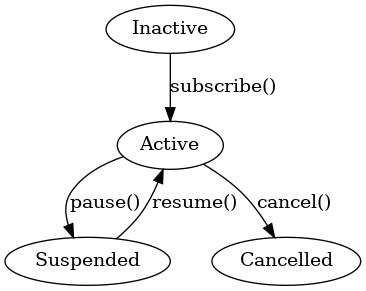 Inactive
subscribe()
Active
pause() resume() cancel()
Suspended Cancelled